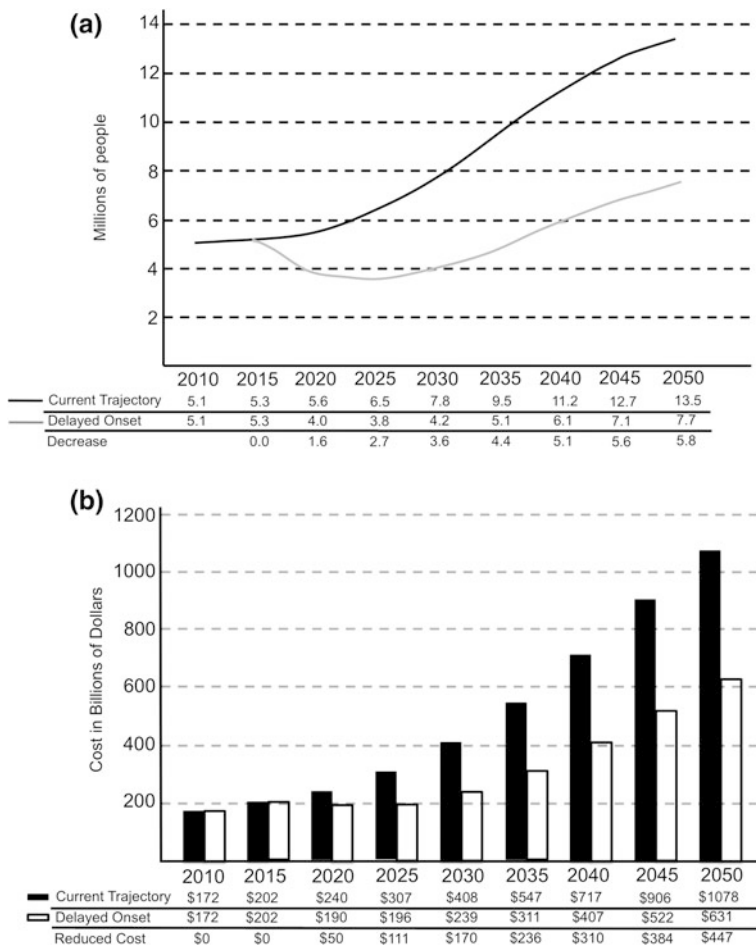 (a)
Millions of people
14
12
10
8
6
4
2
2010 2015 2020 2025 2030 2035 2040 2045 2050
Current Trajectory 5.1 5.3 5.6 6.5 7.8 9.5 11.2 12.7 13.5
Delayed Onset 5.1 5.3 4.0 3.8 4.2 5.1 6.1 7.1 7.7
Decrease 0.0 1.6 2.7 3.6 4.4 5.1 5.6 5.8
(b)
Cost in Billions of Dollars
1200
1000
800
600
400
200
2010 2015 2020 2025 2030 2035 2040 2045 2050
Current Trajectory $172 $202 $240 $307 $408 $547 $717 $906 $1078
Delayed Onset $172 $202 $190 $196 $239 $311 $407 $522 $631
Reduced Cost $0 $0 $50 $111 $170 $236 $310 $384 $447